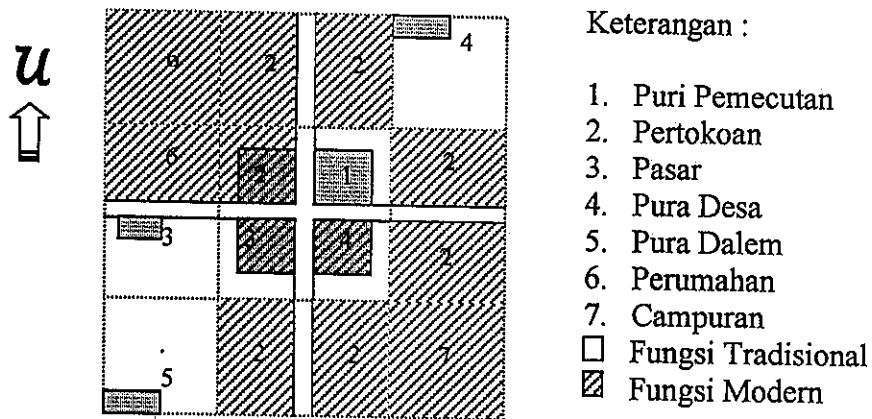 u
6 2 2 4
6 2 1 2
3 2
5 2 2 7
Keterangan :
1. Puri Pemecutan
2. Pertokoan
3. Pasar
4. Pura Desa
5. Pura Dalem
6. Perumahan
7. Campuran
Fungsi Tradisional
Fungsi Modern